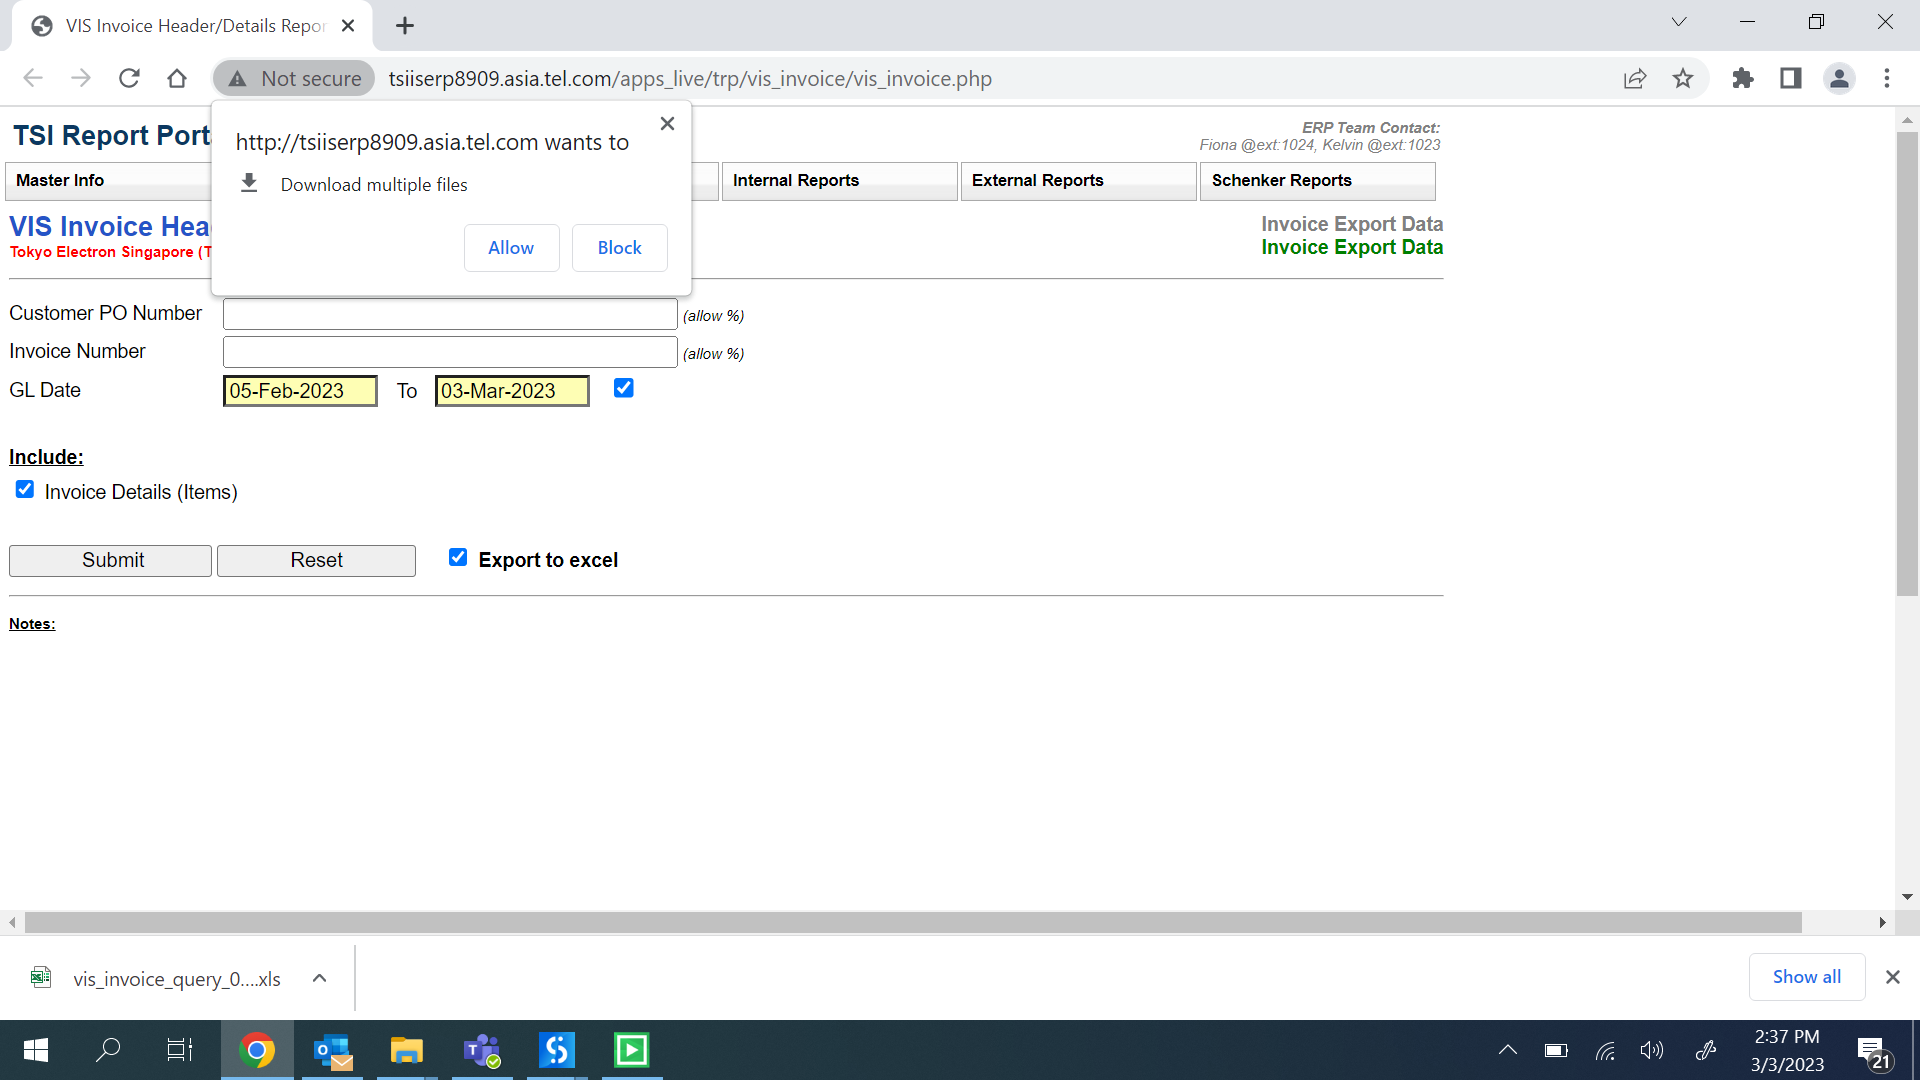 VIS Invoice Header/Details Repor
Not secure
tsiiserp8909.asia.tel.com/apps_live/trp/vis_invoice/vis_invoice.php
http://tsiiserp8909.asia.tel.com wants to
Download multiple files
Allow
Block
TSI Report Port
ERP Team Contact:
Fiona @ext:1024, Kelvin @ext:1023
Master Info
Internal Reports
External Reports
Schenker Reports
VIS Invoice Hea
Tokyo Electron Singapore (T
Invoice Export Data
Invoice Export Data
Customer PO Number
(allow %)
Invoice Number
(allow %)
GL Date
05-Feb-2023
To
03-Mar-2023
Include:
Invoice Details (Items)
Submit
Reset
Export to excel
Notes:
vis_invoice_query_0....xls
Show all
2:37 PM
3/3/2023
21